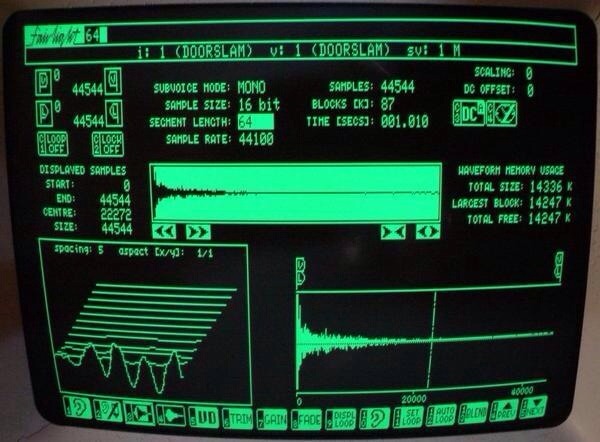 fairlight 64
i: 1 (DOORSLAM) v: 1 (DOORSLAM) sv: 1 M
0
44544
0
44544
LOOP OFF
LOCK OFF
SUBVOICE MODE: MONO
SAMPLE SIZE: 16 bit
SEGMENT LENGTH: 64
SAMPLE RATE: 44100
SAMPLES: 44544
BLOCKS [K]: 87
TIME [SECS]: 001.010
SCALING: 0
DC OFFSET: 0
DC
DISPLAYED SAMPLES
START: 0
END: 44544
CENTRE: 22272
SIZE: 44544
WAVEFORM MEMORY USAGE
TOTAL SIZE: 14336 K
LARGEST BLOCK: 14247 K
TOTAL FREE: 14247 K
spacing: 5 aspect [x/y]: 1/1
0 20000 40000
TRIM GAIN FADE DISPL LOOP SET LOOP AUTO LOOP BLEND PREV NEXT